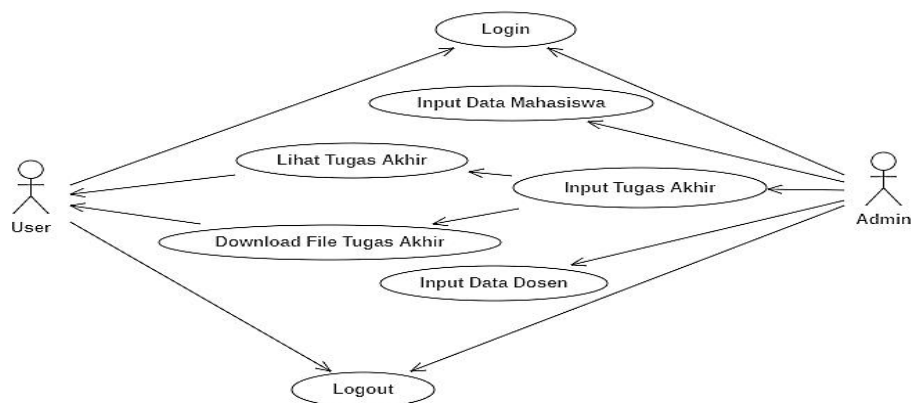 Login
Input Data Mahasiswa
Lihat Tugas Akhir
Input Tugas Akhir
User
Admin
Download File Tugas Akhir
Input Data Dosen
Logout